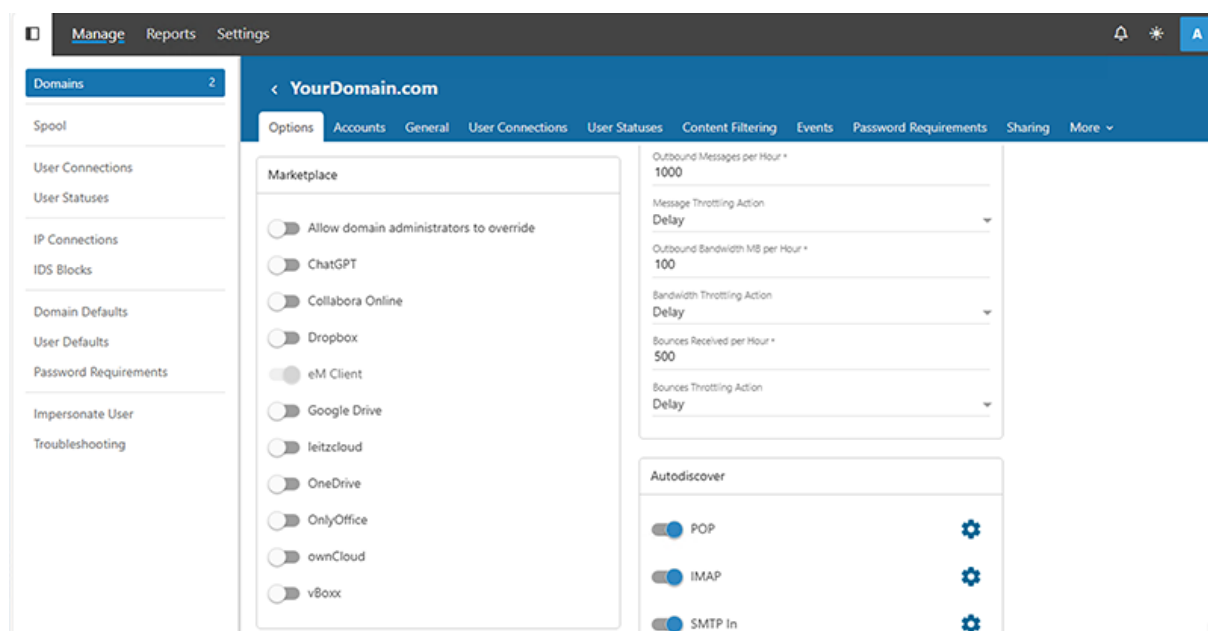 Manage Reports Settings
A
Domains 2
Spool
User Connections
User Statuses
IP Connections
IDS Blocks
Domain Defaults
User Defaults
Password Requirements
Impersonate User
Troubleshooting
‹ YourDomain.com
Options Accounts General User Connections User Statuses Content Filtering Events Password Requirements Sharing More
Marketplace
Allow domain administrators to override
ChatGPT
Collabora Online
Dropbox
eM Client
Google Drive
leitzcloud
OneDrive
OnlyOffice
ownCloud
vBoxx
Outbound Messages per Hour *
1000
Message Throttling Action
Delay
Outbound Bandwidth MB per Hour *
100
Bandwidth Throttling Action
Delay
Bounces Received per Hour *
500
Bounces Throttling Action
Delay
Autodiscover
POP
IMAP
SMTP In